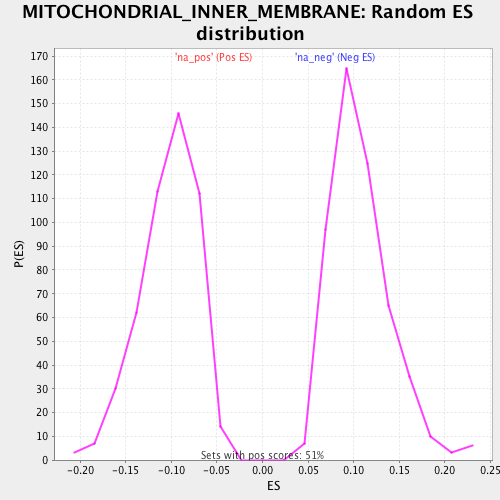 MITOCHONDRIAL_INNER_MEMBRANE: Random ES
distribution
'na_pos' (Pos ES) 'na_neg' (Neg ES)
170
160
150
140
130
120
110
100
90
80
70
60
50
40
30
20
10
0
P(ES)
Sets with pos scores: 51%
-0.20 -0.15 -0.10 -0.05 0.00 0.05 0.10 0.15 0.20 0.25
ES